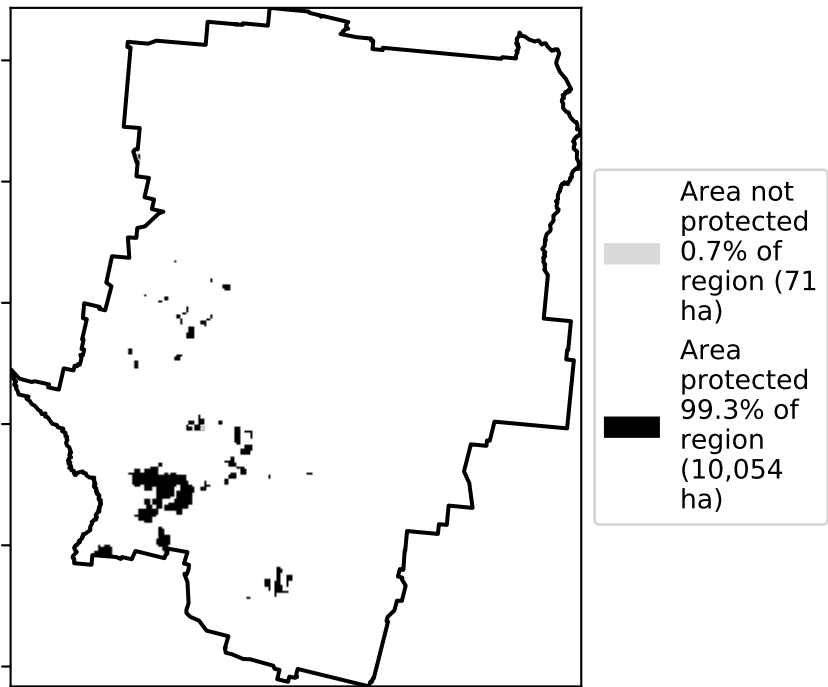 Area not
protected
0.7% of
region (71
ha)
Area
protected
99.3% of
region
(10,054
ha)